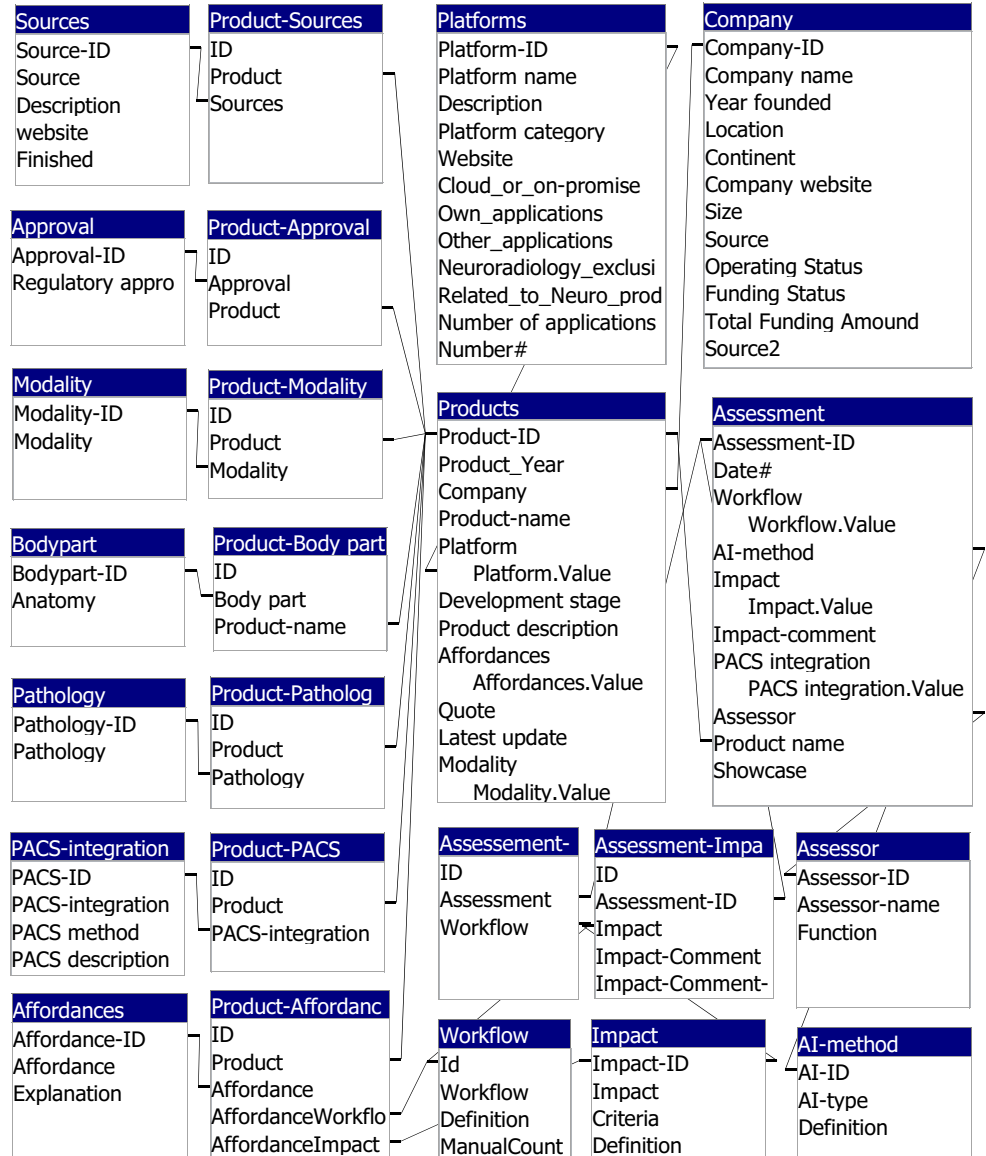 Sources
Source-ID
Source
Description
website
Finished
Product-Sources
ID
Product
Sources
Platforms
Platform-ID
Platform name
Description
Platform category
Website
Cloud_or_on-promise
Own_applications
Other_applications
Neuroradiology_exclusi
Related_to_Neuro_prod
Number of applications
Number#
Company
Company-ID
Company name
Year founded
Location
Continent
Company website
Size
Source
Operating Status
Funding Status
Total Funding Amound
Source2
Approval
Approval-ID
Regulatory appro
Product-Approval
ID
Approval
Product
Modality
Modality-ID
Modality
Product-Modality
ID
Product
Modality
Products
Product-ID
Product_Year
Company
Product-name
Platform
Platform.Value
Development stage
Product description
Affordances
Affordances.Value
Quote
Latest update
Modality
Modality.Value
Assessment
Assessment-ID
Date#
Workflow
Workflow.Value
AI-method
Impact
Impact.Value
Impact-comment
PACS integration
PACS integration.Value
Assessor
Product name
Showcase
Bodypart
Bodypart-ID
Anatomy
Product-Body part
ID
Body part
Product-name
Pathology
Pathology-ID
Pathology
Product-Patholog
ID
Product
Pathology
PACS-integration
PACS-ID
PACS-integration
PACS method
PACS description
Product-PACS
ID
Product
PACS-integration
Assessement-
ID
Assessment
Workflow
Assessment-Impa
ID
Assessment-ID
Impact
Impact-Comment
Impact-Comment-
Assessor
Assessor-ID
Assessor-name
Function
Affordances
Affordance-ID
Affordance
Explanation
Product-Affordanc
ID
Product
Affordance
AffordanceWorkflo
AffordanceImpact
Workflow
Id
Workflow
Definition
ManualCount
Impact
Impact-ID
Impact
Criteria
Definition
AI-method
AI-ID
AI-type
Definition